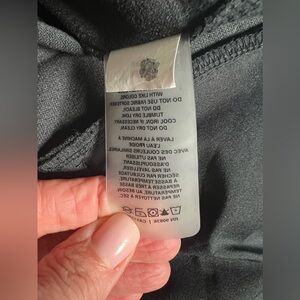 WITH LIKE COLORS.
DO NOT USE FABRIC SOFTENER.
DO NOT BLEACH.
TUMBLE DRY LOW.
COOL IRON, IF NEEDED.
DO NOT DRY CLEAN.
LAVER À LA MACHINE À
L'EAU FROIDE
AVEC DES COULEURS SIMILAIRES.
NE PAS UTILISER
D'ASSOUPLISSANT.
NE PAS JAVELLISER.
SÉCHER PAR CULBUTAGE
À BASSE TEMPÉRATURE.
REPASSER À BASSE
TEMPÉRATURE AU BESOIN.
NE PAS NETTOYER À SEC.